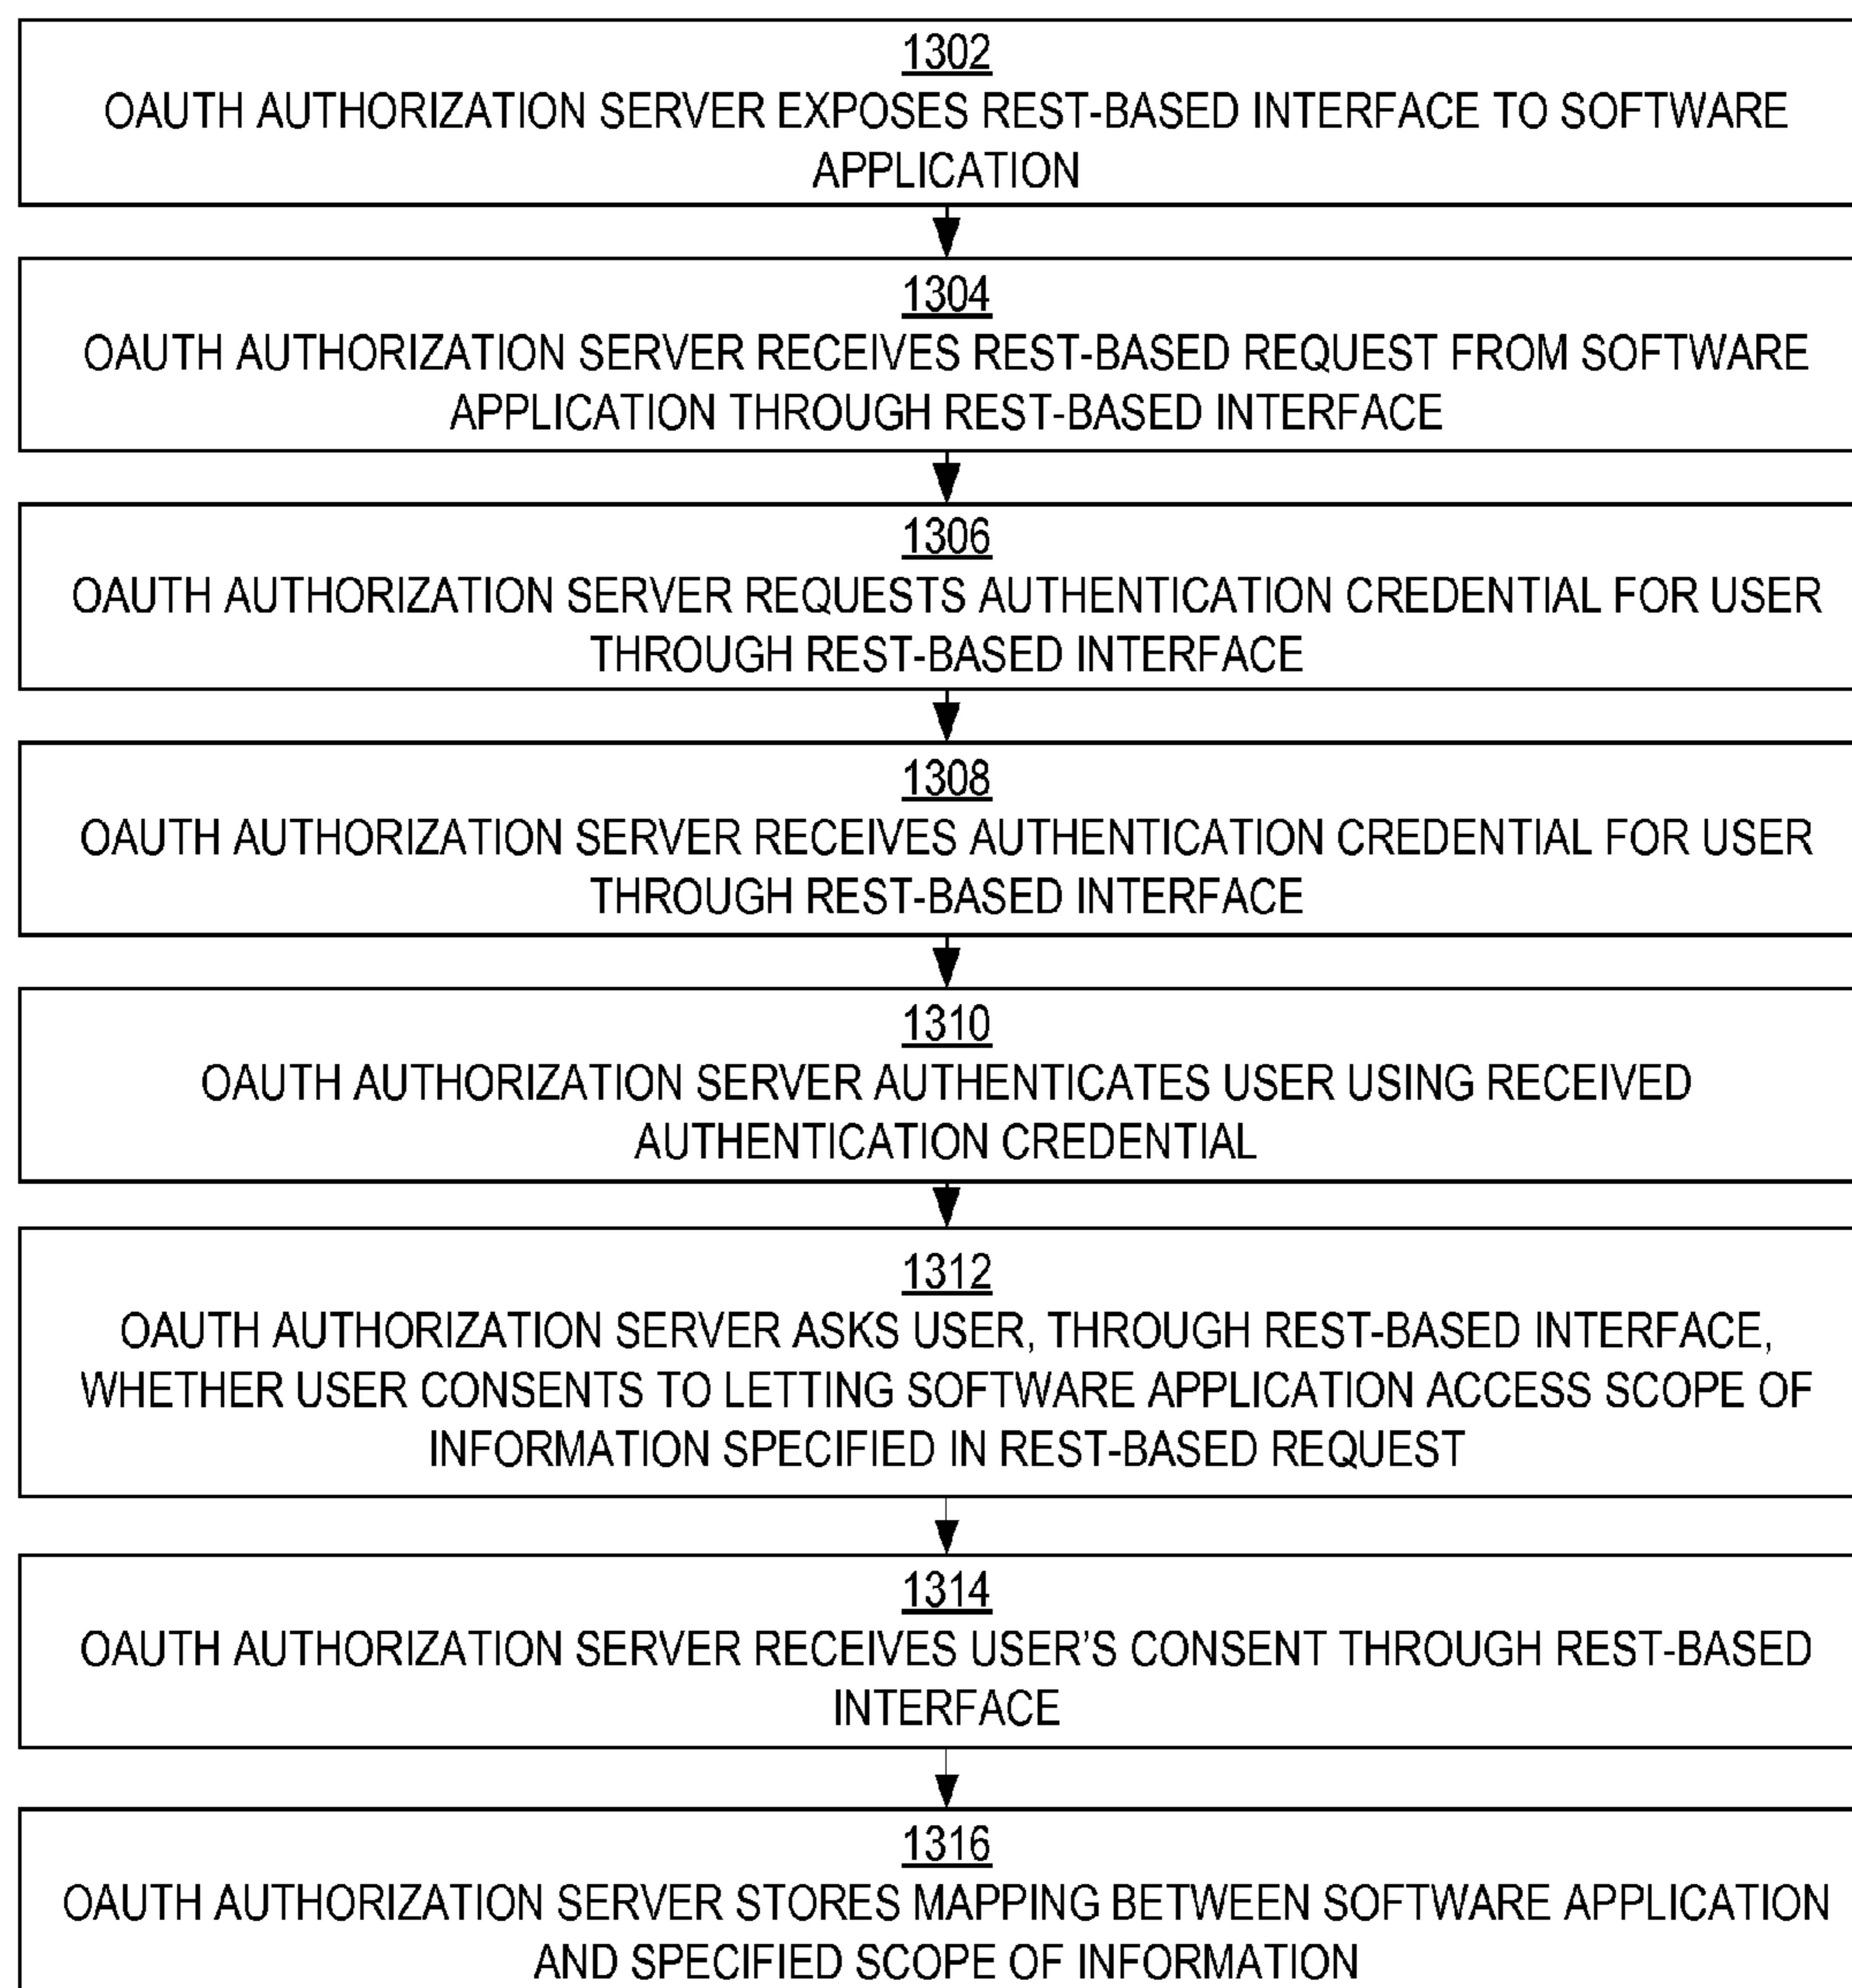 1302
OAUTH AUTHORIZATION SERVER EXPOSES REST-BASED INTERFACE TO SOFTWARE
APPLICATION
1304
OAUTH AUTHORIZATION SERVER RECEIVES REST-BASED REQUEST FROM SOFTWARE
APPLICATION THROUGH REST-BASED INTERFACE
1306
OAUTH AUTHORIZATION SERVER REQUESTS AUTHENTICATION CREDENTIAL FOR USER
THROUGH REST-BASED INTERFACE
1308
OAUTH AUTHORIZATION SERVER RECEIVES AUTHENTICATION CREDENTIAL FOR USER
THROUGH REST-BASED INTERFACE
1310
OAUTH AUTHORIZATION SERVER AUTHENTICATES USER USING RECEIVED
AUTHENTICATION CREDENTIAL
1312
OAUTH AUTHORIZATION SERVER ASKS USER, THROUGH REST-BASED INTERFACE,
WHETHER USER CONSENTS TO LETTING SOFTWARE APPLICATION ACCESS SCOPE OF
INFORMATION SPECIFIED IN REST-BASED REQUEST
1314
OAUTH AUTHORIZATION SERVER RECEIVES USER'S CONSENT THROUGH REST-BASED
INTERFACE
1316
OAUTH AUTHORIZATION SERVER STORES MAPPING BETWEEN SOFTWARE APPLICATION
AND SPECIFIED SCOPE OF INFORMATION